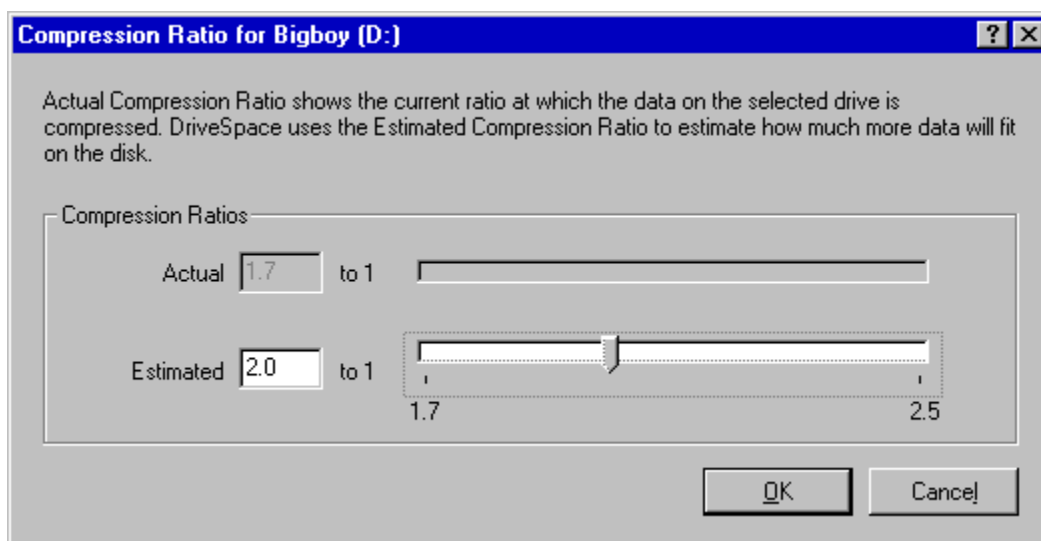 Compression Ratio for Bigboy (D:)
Actual Compression Ratio shows the current ratio at which the data on the selected drive is
compressed. DriveSpace uses the Estimated Compression Ratio to estimate how much more data will fit
on the disk.
Compression Ratios
Actual 1.7 to 1
Estimated 2.0 to 1
1.7 2.5
OK Cancel